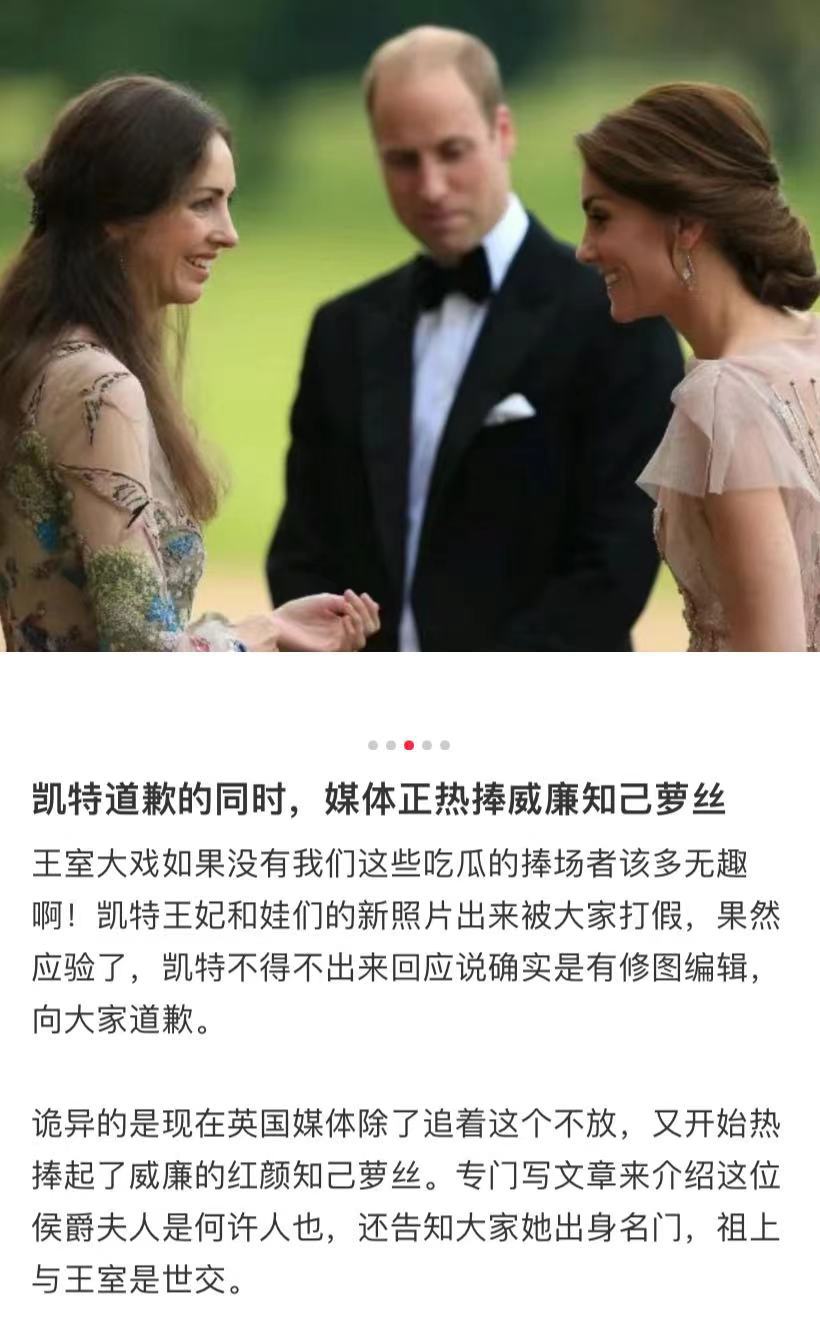 凯特道歉的同时，媒体正热捧威廉知己萝丝
王室大戏如果没有我们这些吃瓜的捧场者该多无趣
啊！凯特王妃和娃们的新照片出来被大家打假，果然
应验了，凯特不得不出来回应说确实是有修图编辑，
向大家道歉。
诡异的是现在英国媒体除了追着这个不放，又开始热
捧起了威廉的红颜知己萝丝。专门写文章来介绍这位
侯爵夫人是何许人也，还告知大家她出身名门，祖上
与王室是世交。